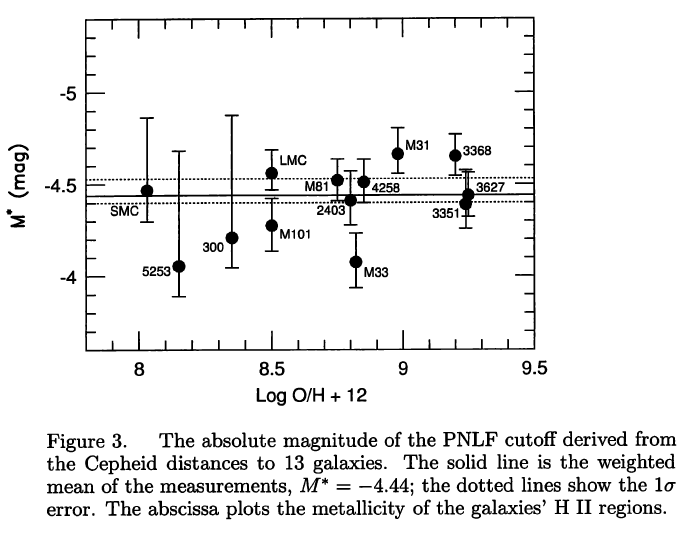 -5
-4.5
-4
M* (mag)
SMC
5253
300
LMC
M101
M81
2403
4258
M33
M31
3368
3627
3351
8
8.5
9
9.5
Log O/H + 12
Figure 3. The absolute magnitude of the PNLF cutoff derived from
the Cepheid distances to 13 galaxies. The solid line is the weighted
mean of the measurements, M* = −4.44; the dotted lines show the 1σ
error. The abscissa plots the metallicity of the galaxies' H II regions.